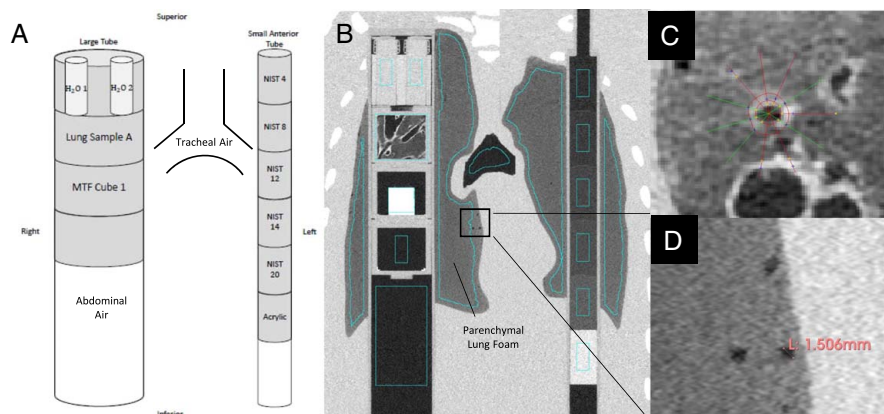 A
Superior
Large Tube
H₂O 1
H₂O 2
Lung Sample A
MTF Cube 1
Abdominal
Air
Right
Tracheal Air
Small Anterior
Tube
NIST 4
NIST 8
NIST
12
NIST
14
NIST
20
Acrylic
Left
Inferior
B
Parenchymal
Lung Foam
C
D
L: 1.506mm